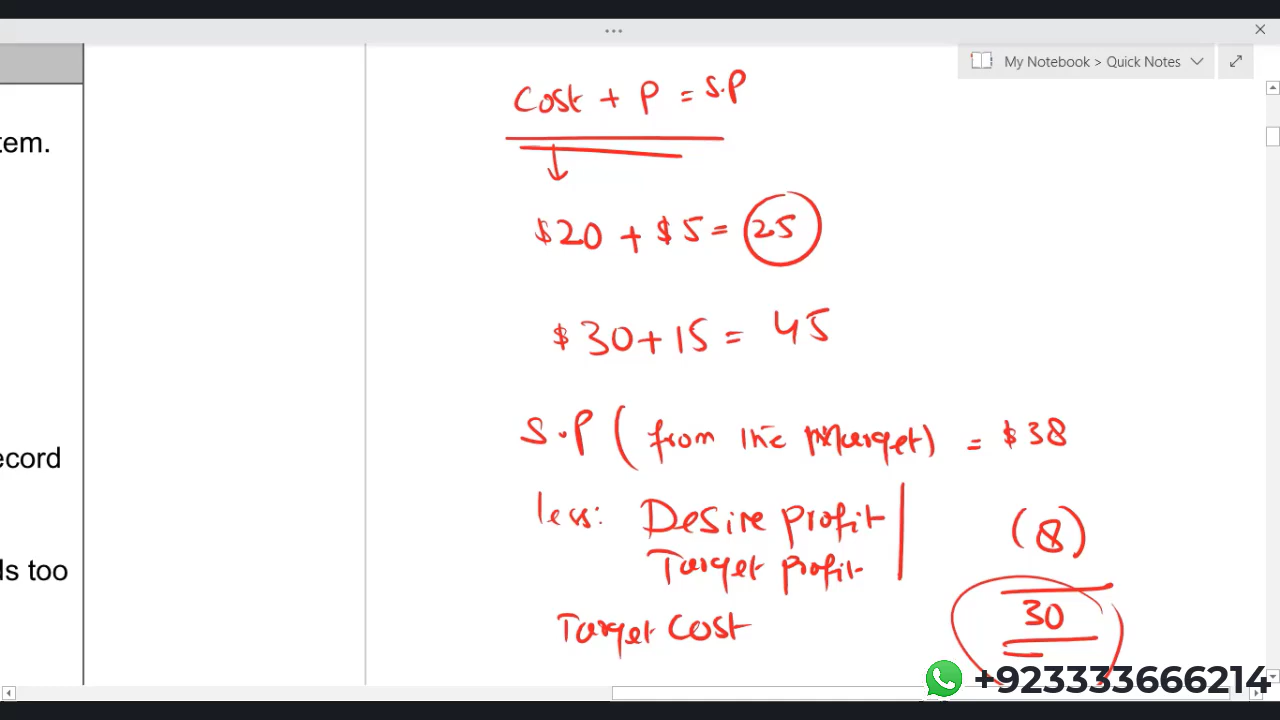 My Notebook > Quick Notes
tem.
ecord
ls too
Cost + P = S.P
$20 + $5 = 25
$30 + 15 = 45
S.P (from the Marget) = $38
less: Desire profit
Target profit
(8)
Target Cost 30
+923333666214